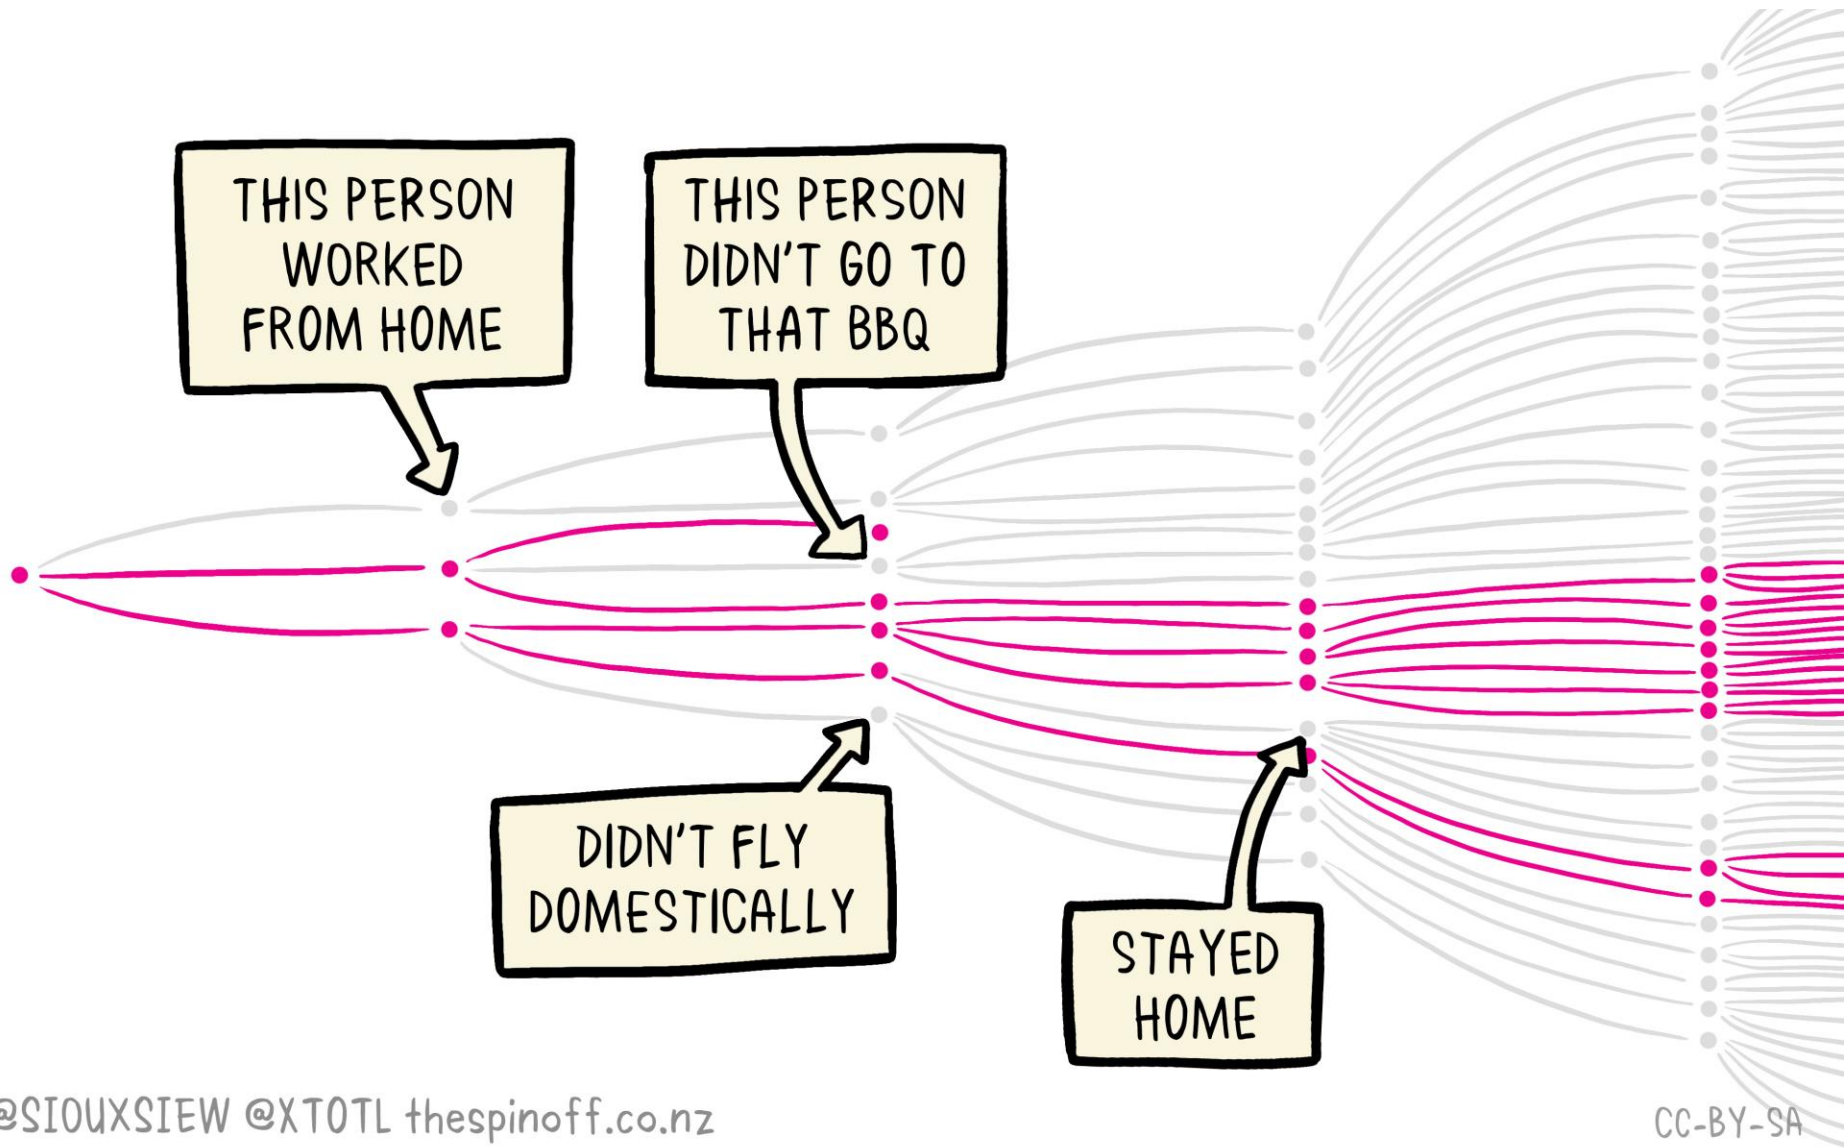 THIS PERSON
WORKED
FROM HOME
THIS PERSON
DIDN'T GO TO
THAT BBQ
DIDN'T FLY
DOMESTICALLY
STAYED
HOME
@SIOUXSIEW @XTOTL thespinoff.co.nz
CC-BY-SA